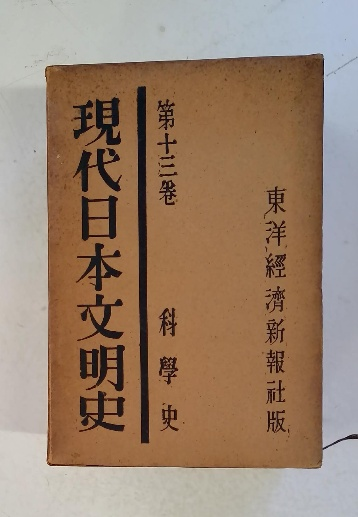 現代日本文明史
第十三卷 科學史
東洋經濟新報社版